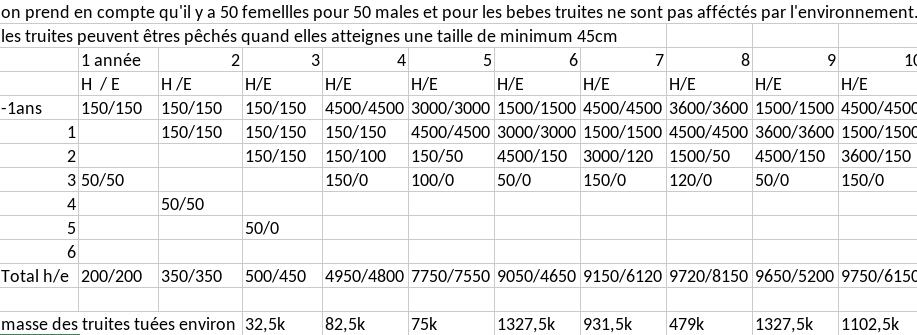 on prend en compte qu'il y a 50 femellles pour 50 males et pour les bebes truites ne sont pas afféctés par l'environnement.
les truites peuvent êtres pêchés quand elles atteignes une taille de minimum 45cm
1 année 2 3 4 5 6 7 8 9 10
H / E H /E H/E H/E H/E H/E H/E H/E H/E H/E
-1ans 150/150 150/150 150/150 4500/4500 3000/3000 1500/1500 4500/4500 3600/3600 1500/1500 4500/4500
1 150/150 150/150 150/150 4500/4500 3000/3000 1500/1500 4500/4500 3600/3600 1500/1500
2 150/150 150/100 150/50 4500/150 3000/120 1500/50 4500/150 3600/150
3 50/50 150/0 100/0 50/0 150/0 120/0 50/0 150/0
4 50/50
5 50/0
6
Total h/e 200/200 350/350 500/450 4950/4800 7750/7550 9050/4650 9150/6120 9720/8150 9650/5200 9750/6150
masse des truites tuées environ 32,5k 82,5k 75k 1327,5k 931,5k 479k 1327,5k 1102,5k